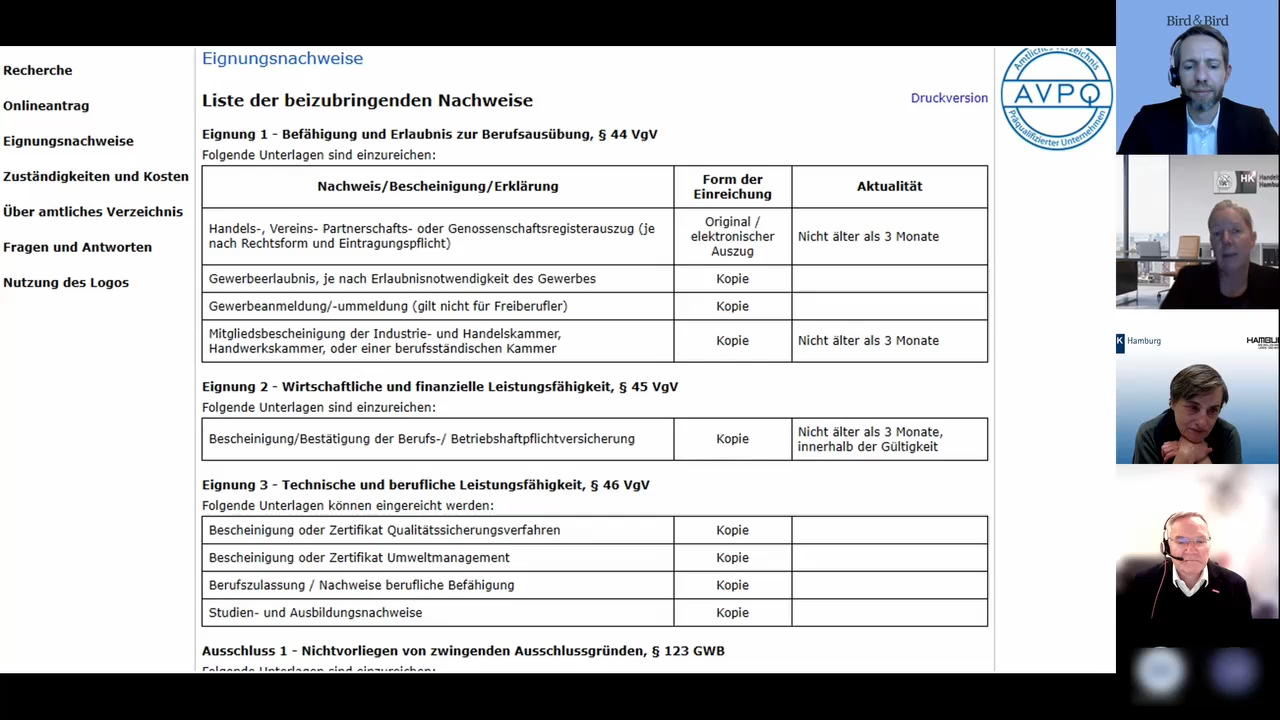 Recherche
Onlineantrag
Eignungsnachweise
Zuständigkeiten und Kosten
Über amtliches Verzeichnis
Fragen und Antworten
Nutzung des Logos
Eignungsnachweise
Liste der beizubringenden Nachweise
Druckversion
Eignung 1 - Befähigung und Erlaubnis zur Berufsausübung, § 44 VgV
Folgende Unterlagen sind einzureichen:
Nachweis/Bescheinigung/Erklärung
Form der
Einreichung
Aktualität
Handels-, Vereins- Partnerschafts- oder Genossenschaftsregisterauszug (je
nach Rechtsform und Eintragungspflicht)
Original /
elektronischer
Auszug
Nicht älter als 3 Monate
Gewerbeerlaubnis, je nach Erlaubnisnotwendigkeit des Gewerbes
Kopie
Gewerbeanmeldung/-ummeldung (gilt nicht für Freiberufler)
Kopie
Mitgliedsbescheinigung der Industrie- und Handelskammer,
Handwerkskammer, oder einer berufsständischen Kammer
Kopie
Nicht älter als 3 Monate
Eignung 2 - Wirtschaftliche und finanzielle Leistungsfähigkeit, § 45 VgV
Folgende Unterlagen sind einzureichen:
Bescheinigung/Bestätigung der Berufs-/ Betriebshaftpflichtversicherung
Kopie
Nicht älter als 3 Monate,
innerhalb der Gültigkeit
Eignung 3 - Technische und berufliche Leistungsfähigkeit, § 46 VgV
Folgende Unterlagen können eingereicht werden:
Bescheinigung oder Zertifikat Qualitätssicherungsverfahren
Kopie
Bescheinigung oder Zertifikat Umweltmanagement
Kopie
Berufszulassung / Nachweise berufliche Befähigung
Kopie
Studien- und Ausbildungsnachweise
Kopie
Ausschluss 1 - Nichtvorliegen von zwingenden Ausschlussgründen, § 123 GWB
Folgende Unterlagen sind einzureichen:
Amtliches Verzeichnis
AVPQ
Präqualifizierter Unternehmen
Bird & Bird
HK
Handels
Hambu
K Hamburg
HAMBU